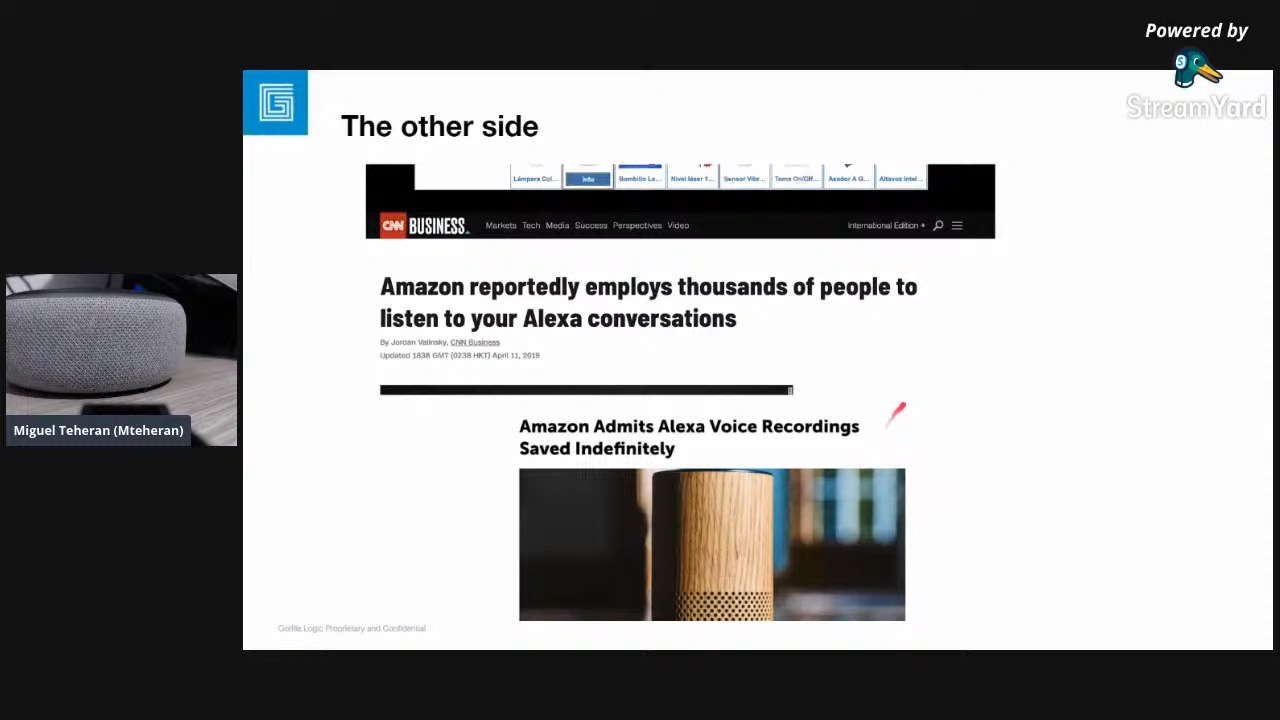 Powered by
StreamYard
The other side
Lámpara Col...
Info
Bombillo Le...
Nivel láser 1...
Sensor Vibr...
Toma On/Off...
Asador A G...
Altavoz Intel...
CNN BUSINESS
Markets Tech Media Success Perspectives Video
International Edition +
Amazon reportedly employs thousands of people to
listen to your Alexa conversations
By Jordan Valinsky, CNN Business
Updated 1838 GMT (0238 HKT) April 11, 2019
Amazon Admits Alexa Voice Recordings
Saved Indefinitely
Miguel Teheran (Mteheran)
Gorilla Logic Proprietary and Confidential